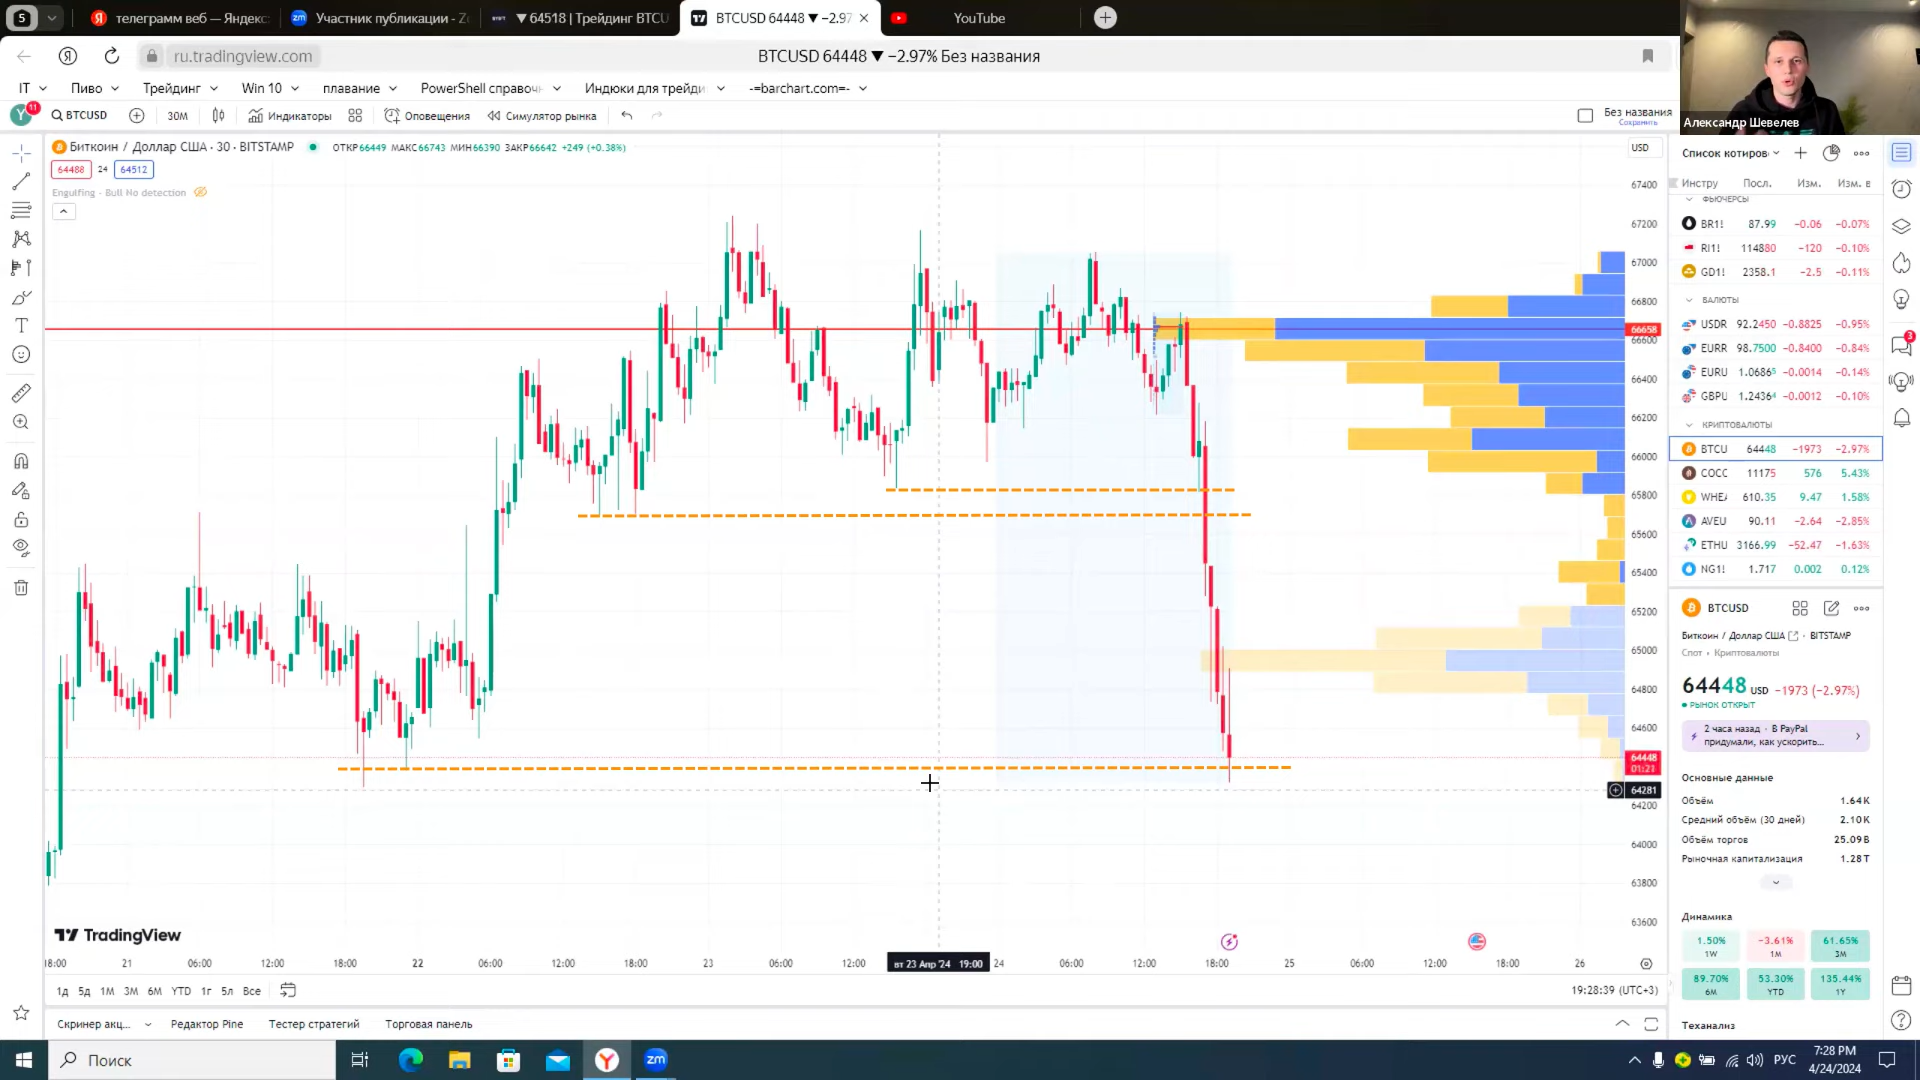 5
телеграмм веб — Яндекс
Участник публикации - Zo
▼ 64518 | Трейдинг BTCU
BTCUSD 64448 ▼ −2.97
YouTube
ru.tradingview.com
BTCUSD 64448 ▼ −2.97% Без названия
IT
Пиво
Трейдинг
Win 10
плавание
PowerShell справоч
Индюки для трейди
-=barchart.com=-
11
BTCUSD
30М
Индикаторы
Оповещения
Симулятор рынка
Без названия
Сохранить
Александр Шевелев
Биткоин / Доллар США · 30 · BITSTAMP
ОТКР66449 МАКС66743 МИН66390 ЗАКР66642 +249 (+0.38%)
64488
24
64512
Engulfing - Bull No detection
USD
67400
67200
67000
66800
66658
66600
66400
66200
66000
65800
65600
65400
65200
65000
64800
64600
64448
01:21
64281
64200
64000
63800
63600
TradingView
18:00
21
06:00
12:00
18:00
22
06:00
12:00
18:00
23
06:00
12:00
вт 23 Апр '24 19:00
24
06:00
12:00
18:00
25
06:00
12:00
18:00
26
1д
5д
1М
3М
6М
YTD
1г
5л
Все
19:28:39 (UTC+3)
Скринер акц...
Редактор Pine
Тестер стратегий
Торговая панель
Список котиров
Инстру
Посл.
Изм.
Изм. в
ФЬЮЧЕРСЫ
BR1! 87.99 −0.06 −0.07%
RI1! 114880 −120 −0.10%
GD1! 2358.1 −2.5 −0.11%
ВАЛЮТЫ
USDR 92.2450 −0.8825 −0.95%
EURR 98.7500 −0.8400 −0.84%
EURU 1.06865 −0.0014 −0.14%
GBPU 1.24364 −0.0012 −0.10%
КРИПТОВАЛЮТЫ
BTCU 64448 −1973 −2.97%
COCC 11175 576 5.43%
WHEA 610.35 9.47 1.58%
AVEU 90.11 −2.64 −2.85%
ETHU 3166.99 −52.47 −1.63%
NG1! 1.717 0.002 0.12%
3
BTCUSD
Биткоин / Доллар США · BITSTAMP
Спот • Криптовалюты
64448 USD −1973 (−2.97%)
РЫНОК ОТКРЫТ
2 часа назад · В PayPal
придумали, как ускорить...
Основные данные
Объём 1.64K
Средний объём (30 дней) 2.10K
Объём торгов 25.09B
Рыночная капитализация 1.28T
Динамика
1.50%
1W
−3.61%
1M
61.65%
3M
89.70%
6M
53.30%
YTD
135.44%
1Y
Теханализ
Поиск
zm
РУС
7:28 PM
4/24/2024